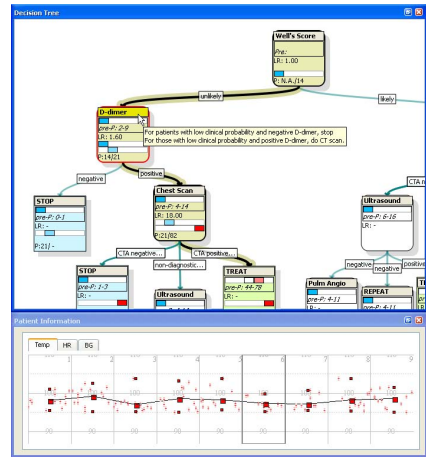 Decision Tree
Well's Score
Pre:
LR: 1.00
P: N.A./14
unlikely
likely
D-dimer
pre-P: 2-9
LR: 1.60
P:14/21
For patients with low clinical probability and negative D-dimer, stop
For those with low clinical probability and positive D-dimer, do CT scan.
negative
positive
CTA n
STOP
pre-P: 0-1
LR: -
P:21/ -
Chest Scan
pre-P: 4-14
LR: 18.00
P:21/82
Ultrasound
pre-P: 6-16
LR: -
CTA negative...
CTA positive...
non-diagnostic...
negative
negative
positive
STOP
pre-P: 1-3
LR: -
Ultrasound
TREAT
pre-P: 44-78
LR: -
Pulm Angio
pre-P: 4-11
REPEAT
pre-P: 4-11
LR: -
Patient Information
Temp
HR
BG
1 2 3 4 5 6 7 8 9